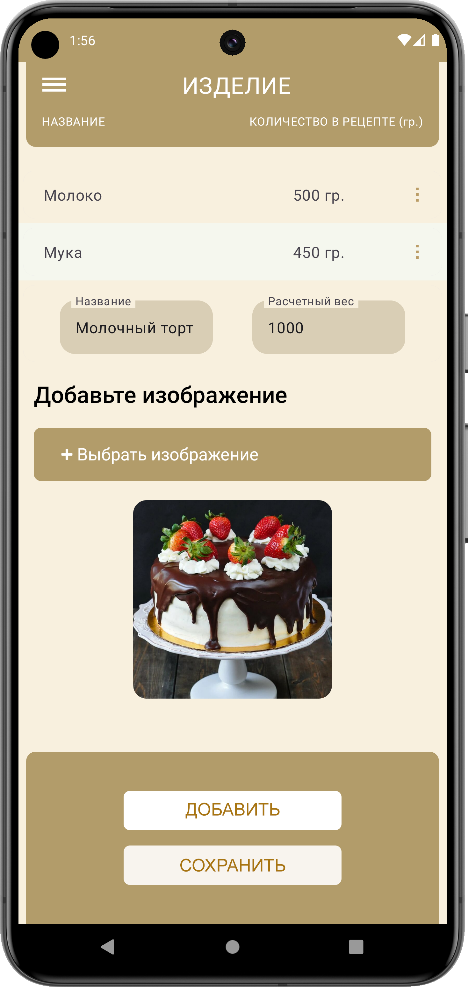 1:56
ИЗДЕЛИЕ
НАЗВАНИЕ КОЛИЧЕСТВО В РЕЦЕПТЕ (гр.)
Молоко 500 гр.
Мука 450 гр.
Название Расчетный вес
Молочный торт 1000
Добавьте изображение
+ Выбрать изображение
ДОБАВИТЬ
СОХРАНИТЬ